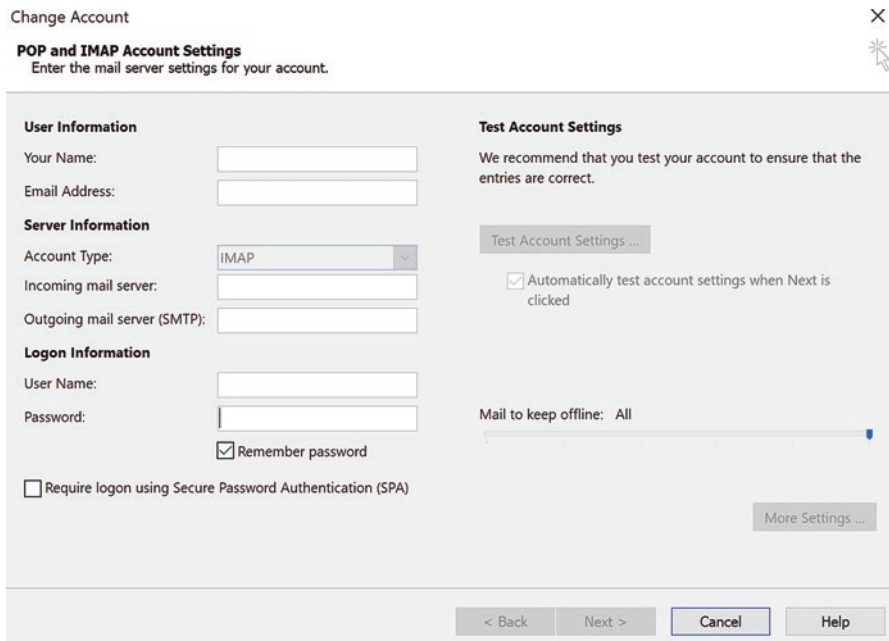 Change Account
POP and IMAP Account Settings
Enter the mail server settings for your account.
User Information
Your Name:
Email Address:
Server Information
Account Type:
IMAP
Incoming mail server:
Outgoing mail server (SMTP):
Logon Information
User Name:
Password:
Remember password
Require logon using Secure Password Authentication (SPA)
Test Account Settings
We recommend that you test your account to ensure that the
entries are correct.
Test Account Settings ...
Automatically test account settings when Next is
clicked
Mail to keep offline: All
More Settings ...
< Back
Next >
Cancel
Help